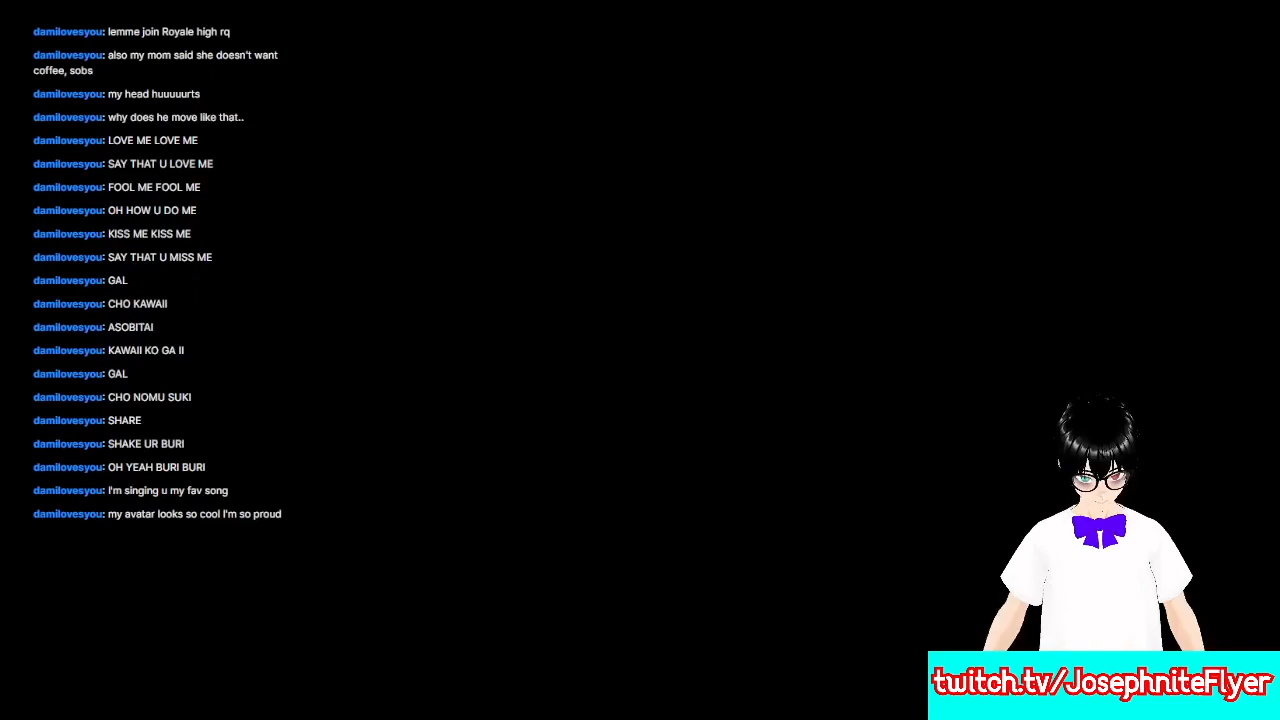 damilovesyou: lemme join Royale high rq
damilovesyou: also my mom said she doesn't want
coffee, sobs
damilovesyou: my head huuuuurts
damilovesyou: why does he move like that..
damilovesyou: LOVE ME LOVE ME
damilovesyou: SAY THAT U LOVE ME
damilovesyou: FOOL ME FOOL ME
damilovesyou: OH HOW U DO ME
damilovesyou: KISS ME KISS ME
damilovesyou: SAY THAT U MISS ME
damilovesyou: GAL
damilovesyou: CHO KAWAII
damilovesyou: ASOBITAI
damilovesyou: KAWAII KO GA II
damilovesyou: GAL
damilovesyou: CHO NOMU SUKI
damilovesyou: SHARE
damilovesyou: SHAKE UR BURI
damilovesyou: OH YEAH BURI BURI
damilovesyou: I'm singing u my fav song
damilovesyou: my avatar looks so cool I'm so proud
twitch.tv/JosephniteFlyer